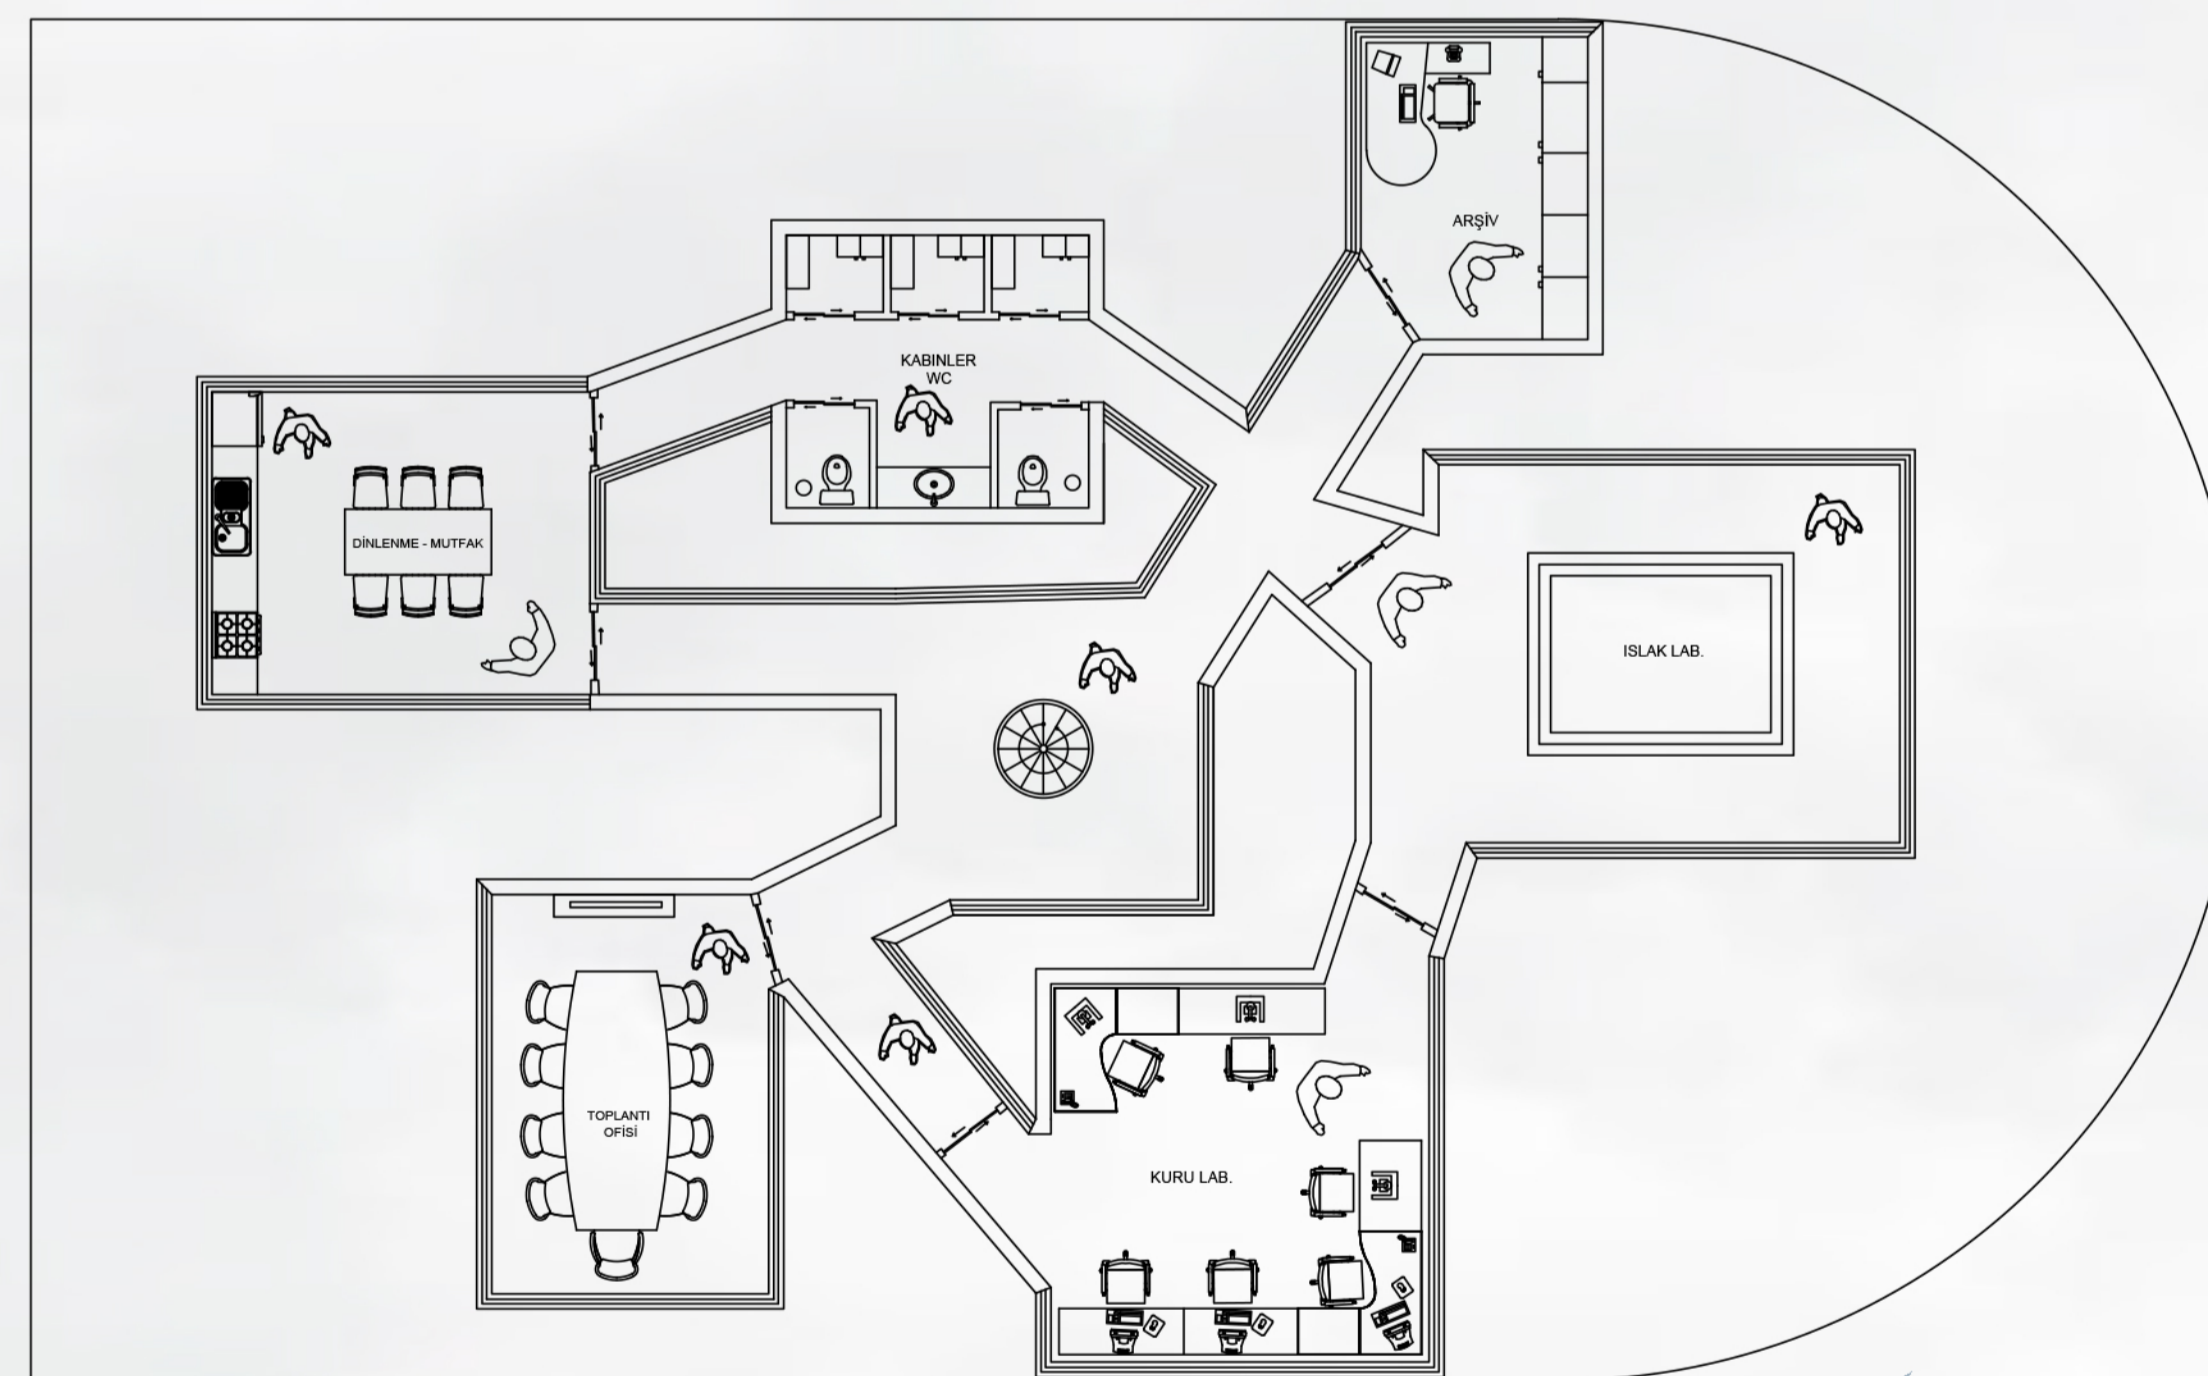 ARŞİV
KABINLER
WC
DİNLENME - MUTFAK
ISLAK LAB.
TOPLANTI
OFİSİ
KURU LAB.